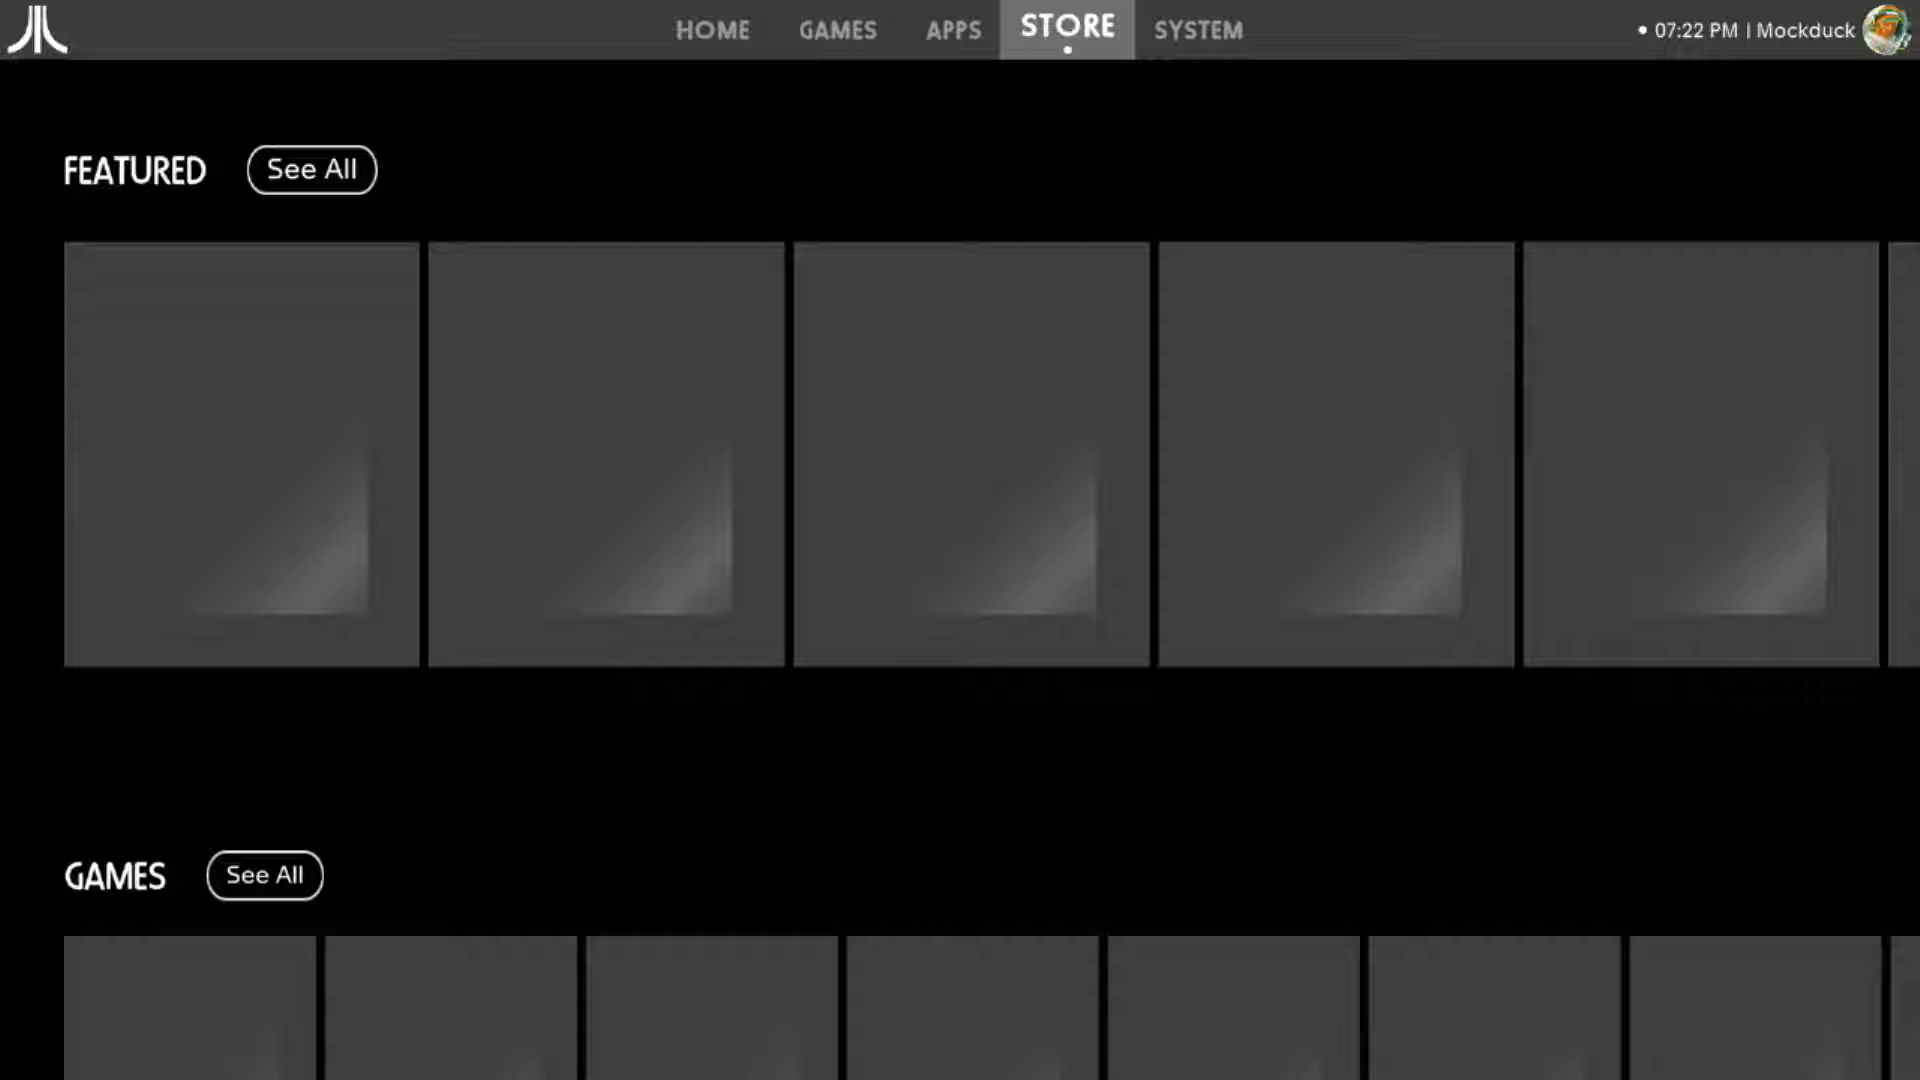 HOME GAMES APPS STORE SYSTEM • 07:22 PM | Mockduck
FEATURED See All
GAMES See All